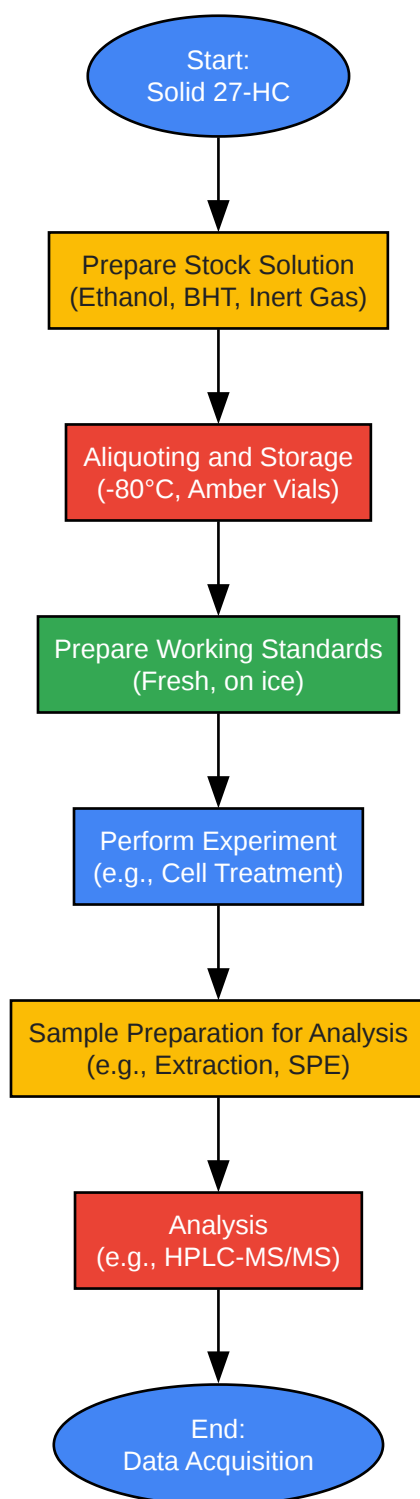 Start:
Solid 27-HC
Prepare Stock Solution
(Ethanol, BHT, Inert Gas)
Aliquoting and Storage
(-80°C, Amber Vials)
Prepare Working Standards
(Fresh, on ice)
Perform Experiment
(e.g., Cell Treatment)
Sample Preparation for Analysis
(e.g., Extraction, SPE)
Analysis
(e.g., HPLC-MS/MS)
End:
Data Acquisition